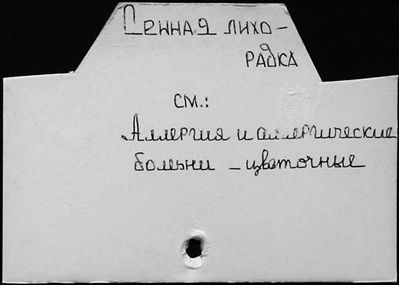 Сенная лихо-
радка
см.:
Аллергия и аллергические
болезни – цветочные